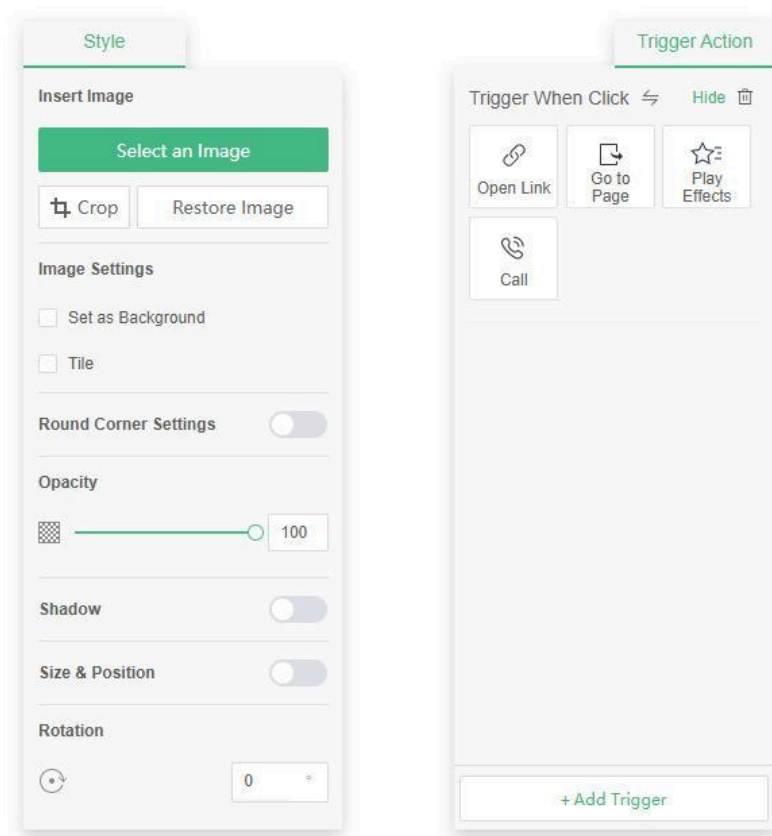 Style
Insert Image
Select an Image
Crop
Restore Image
Image Settings
Set as Background
Tile
Round Corner Settings
Opacity
100
Shadow
Size & Position
Rotation
0 °
Trigger Action
Trigger When Click
Hide
Open Link
Go to
Page
Play
Effects
Call
+ Add Trigger